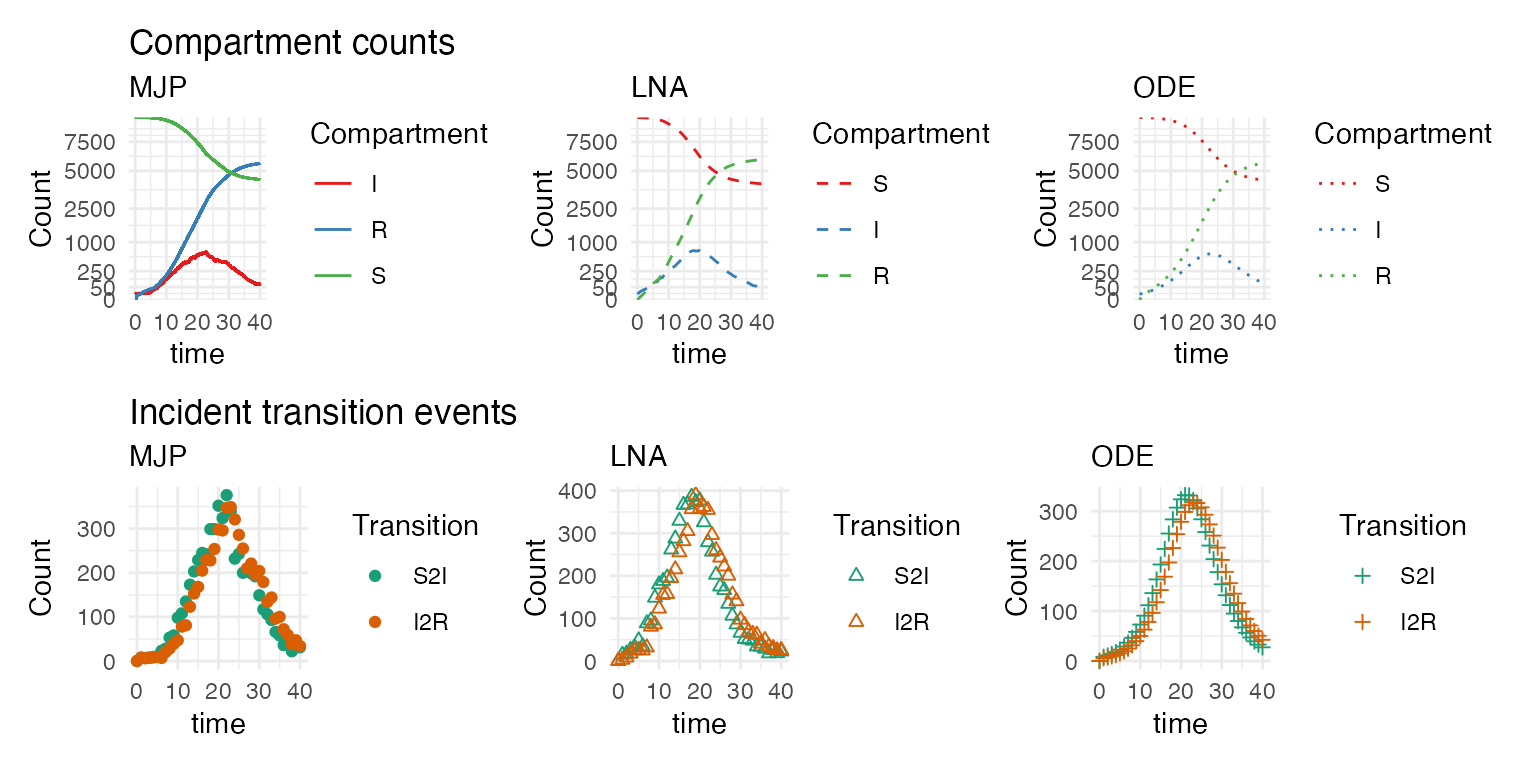 Compartment counts
MJP
Count
7500
5000
2500
1000
250
50
0
0 10 20 30 40
time
Compartment
I
R
S
LNA
Count
7500
5000
2500
1000
250
50
0
0 10 20 30 40
time
Compartment
S
I
R
ODE
Count
7500
5000
2500
1000
250
50
0
0 10 20 30 40
time
Compartment
S
I
R
Incident transition events
MJP
Count
300
200
100
0
0 10 20 30 40
time
Transition
S2I
I2R
LNA
Count
400
300
200
100
0
0 10 20 30 40
time
Transition
S2I
I2R
ODE
Count
300
200
100
0
0 10 20 30 40
time
Transition
S2I
I2R